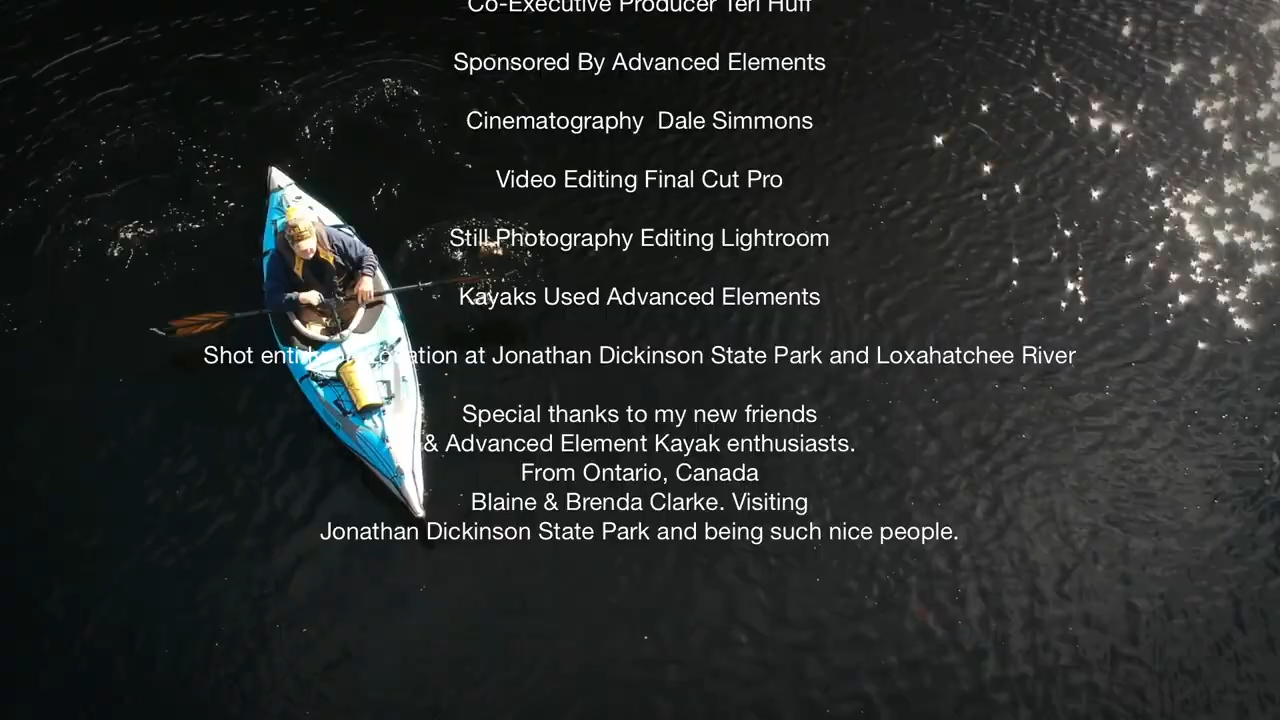 Co-Executive Producer Teri Huff
Sponsored By Advanced Elements
Cinematography  Dale Simmons
Video Editing Final Cut Pro
Still Photography Editing Lightroom
Kayaks Used Advanced Elements
Shot entirely on Location at Jonathan Dickinson State Park and Loxahatchee River
Special thanks to my new friends
& Advanced Element Kayak enthusiasts.
From Ontario, Canada
Blaine & Brenda Clarke. Visiting
Jonathan Dickinson State Park and being such nice people.